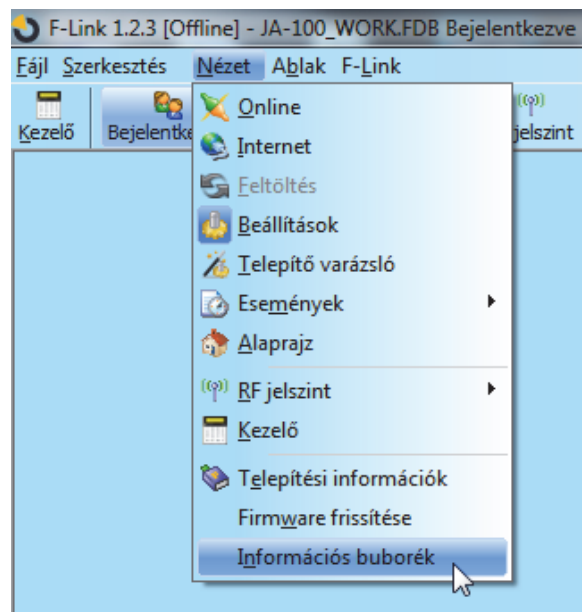 F-Link 1.2.3 [Offline] - JA-100_WORK.FDB Bejelentkezve
Fájl Szerkesztés Nézet Ablak F-Link
Kezelő Bejelentke jelszint
Online
Internet
Feltöltés
Beállítások
Telepítő varázsló
Események
Alaprajz
RF jelszint
Kezelő
Telepítési információk
Firmware frissítése
Információs buborék